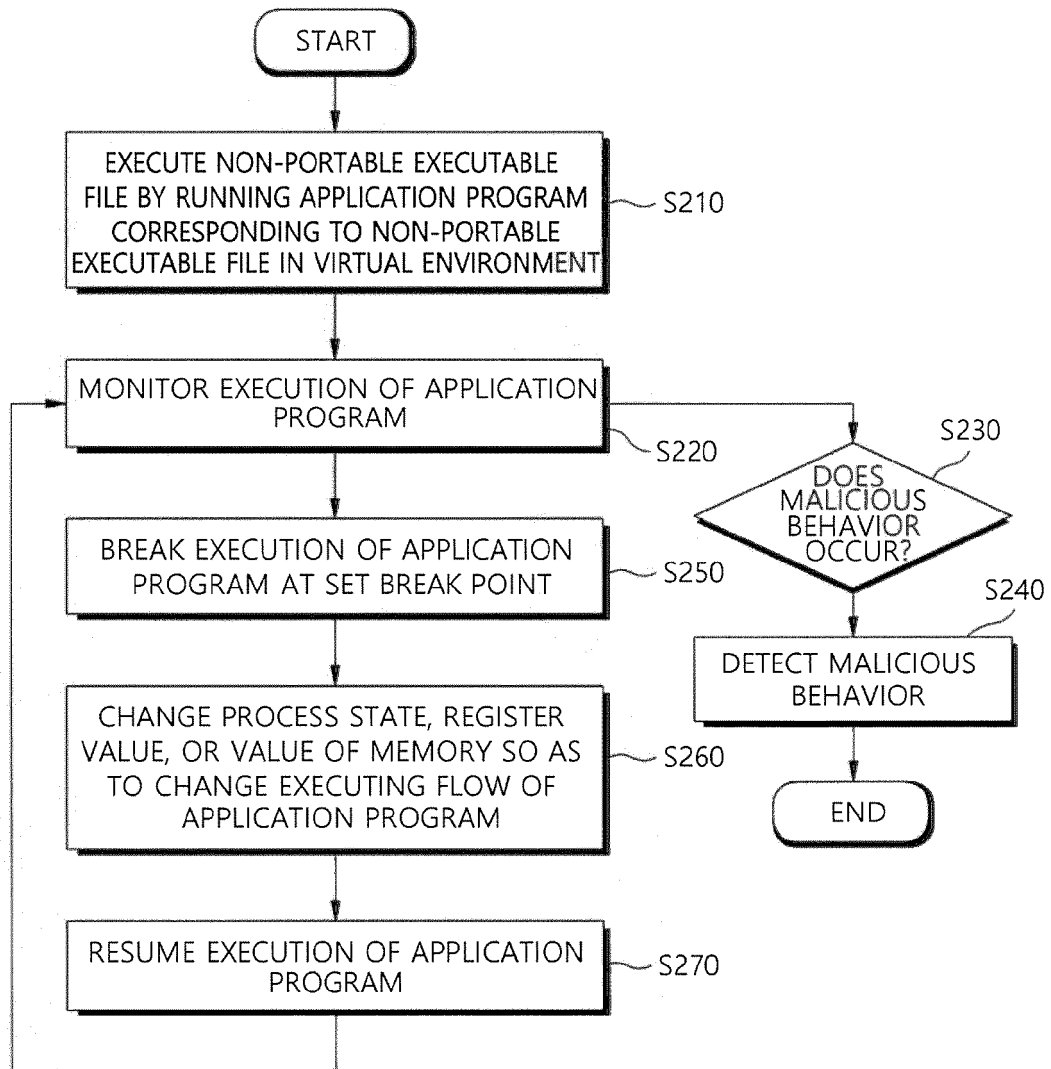 START
EXECUTE NON-PORTABLE EXECUTABLE
FILE BY RUNNING APPLICATION PROGRAM
CORRESPONDING TO NON-PORTABLE
EXECUTABLE FILE IN VIRTUAL ENVIRONMENT
S210
MONITOR EXECUTION OF APPLICATION
PROGRAM
S220
S230
DOES
MALICIOUS
BEHAVIOR
OCCUR?
BREAK EXECUTION OF APPLICATION
PROGRAM AT SET BREAK POINT
S250
S240
DETECT MALICIOUS
BEHAVIOR
CHANGE PROCESS STATE, REGISTER
VALUE, OR VALUE OF MEMORY SO AS
TO CHANGE EXECUTING FLOW OF
APPLICATION PROGRAM
S260
END
RESUME EXECUTION OF APPLICATION
PROGRAM
S270